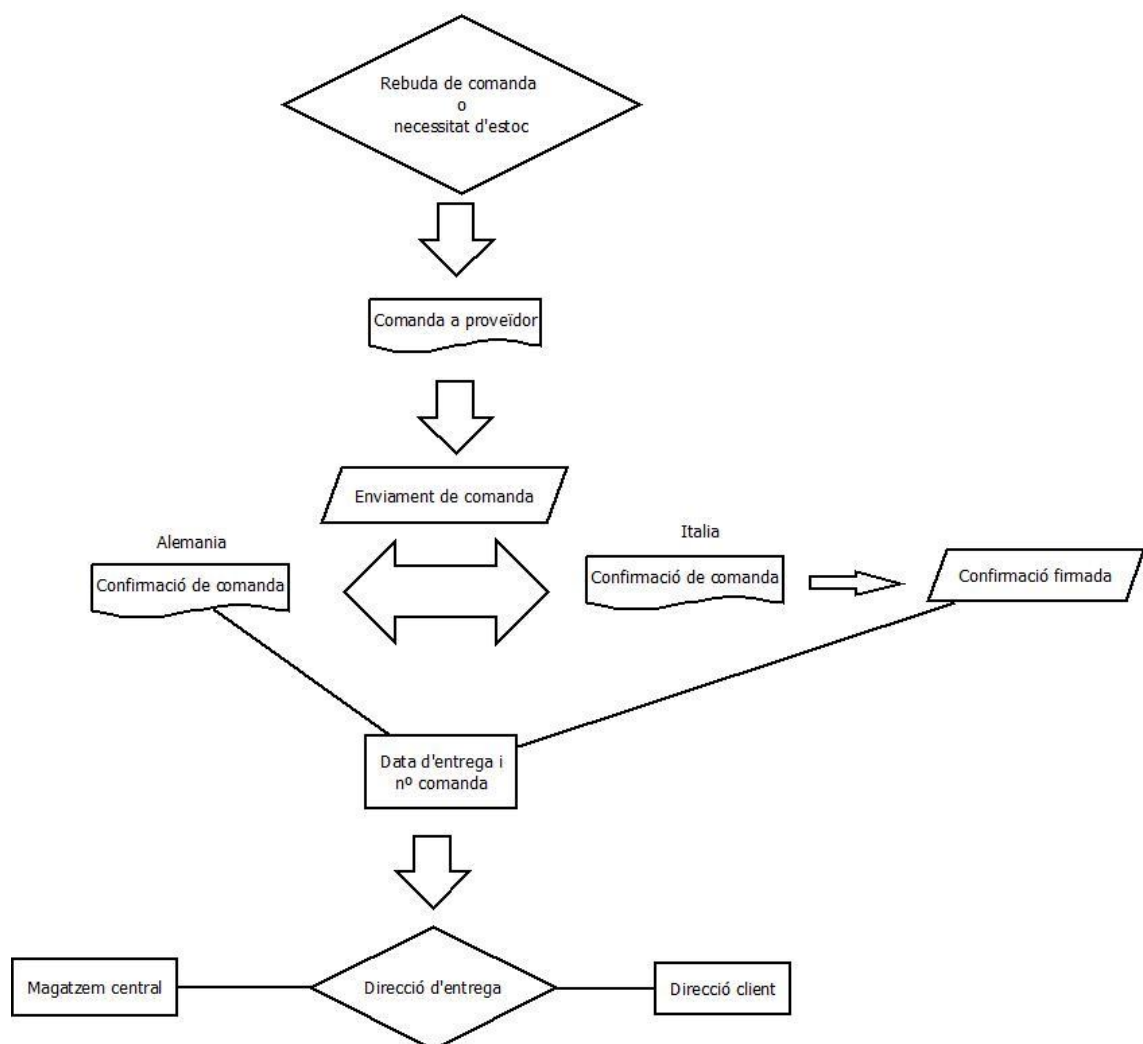 Rebuda de comanda
o
necessitat d'estoc
Comanda a proveïdor
Enviament de comanda
Alemania
Italia
Confirmació de comanda
Confirmació de comanda
Confirmació firmada
Data d'entrega i
nº comanda
Magatzem central
Direcció d'entrega
Direcció client